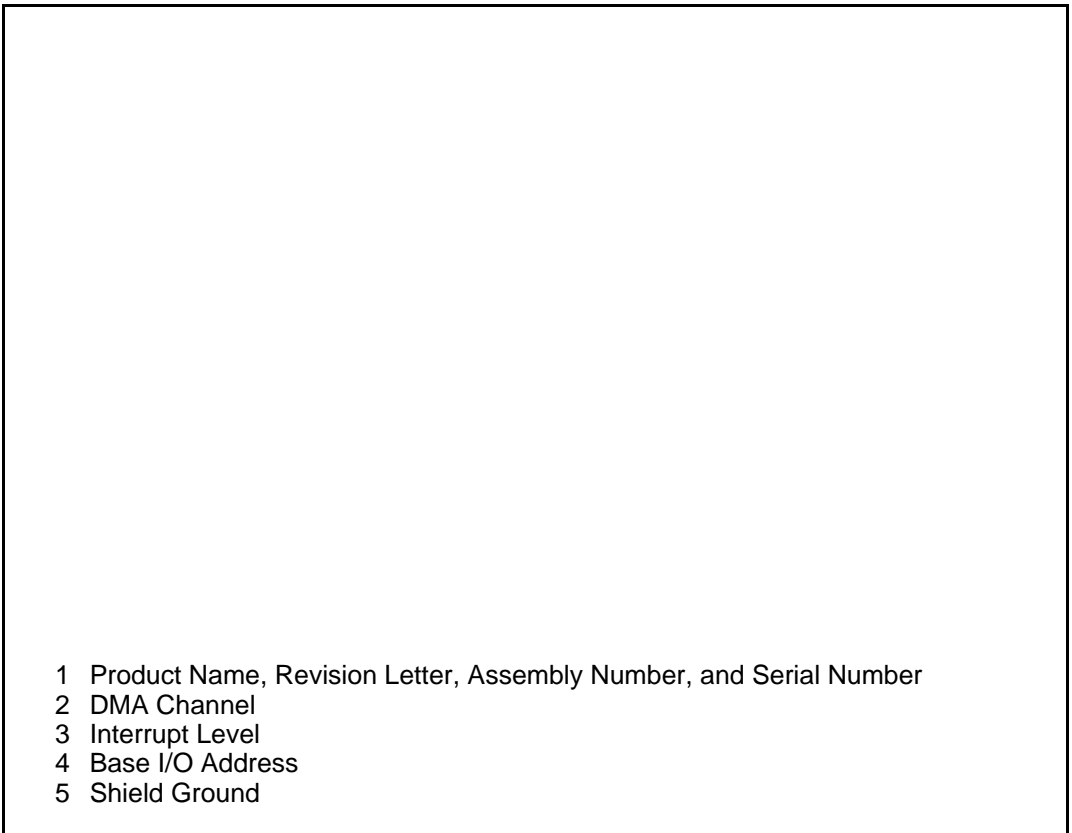 1 Product Name, Revision Letter, Assembly Number, and Serial Number
2 DMA Channel
3 Interrupt Level
4 Base I/O Address
5 Shield Ground